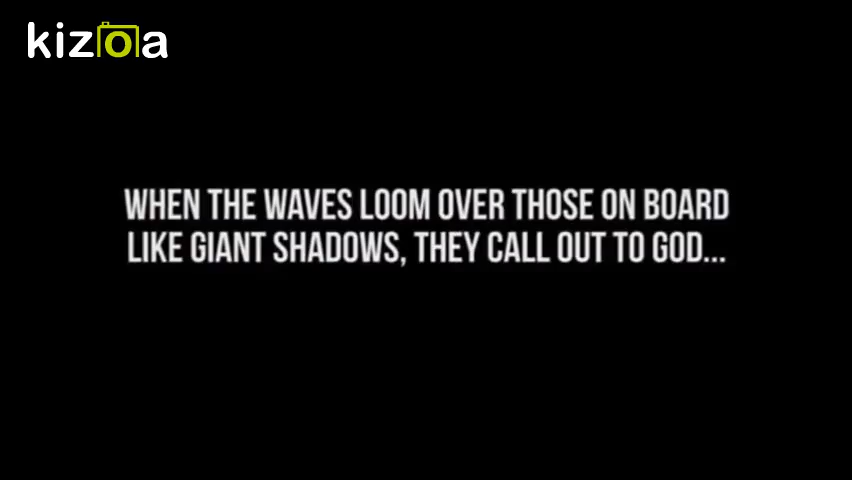 kizoa
WHEN THE WAVES LOOM OVER THOSE ON BOARD
LIKE GIANT SHADOWS, THEY CALL OUT TO GOD...